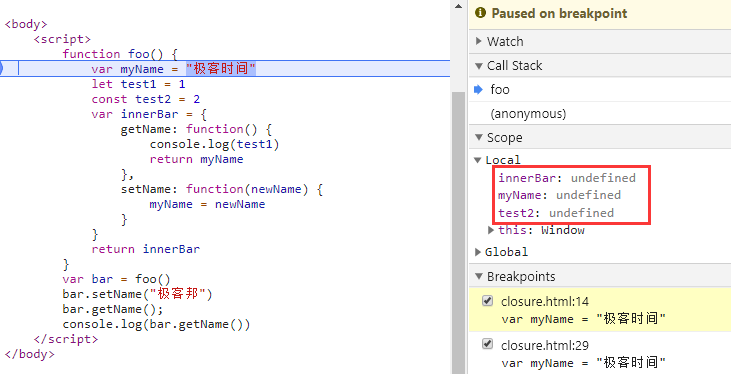 <body>
<script>
function foo() {
var myName = "极客时间"
let test1 = 1
const test2 = 2
var innerBar = {
getName: function() {
console.log(test1)
return myName
},
setName: function(newName) {
myName = newName
}
}
return innerBar
}
var bar = foo()
bar.setName("极客邦")
bar.getName();
console.log(bar.getName())
</script>
</body>
Paused on breakpoint
Watch
Call Stack
foo
(anonymous)
Scope
Local
innerBar: undefined
myName: undefined
test2: undefined
this: Window
Global
Breakpoints
closure.html:14
var myName = "极客时间"
closure.html:29
var myName = "极客时间"